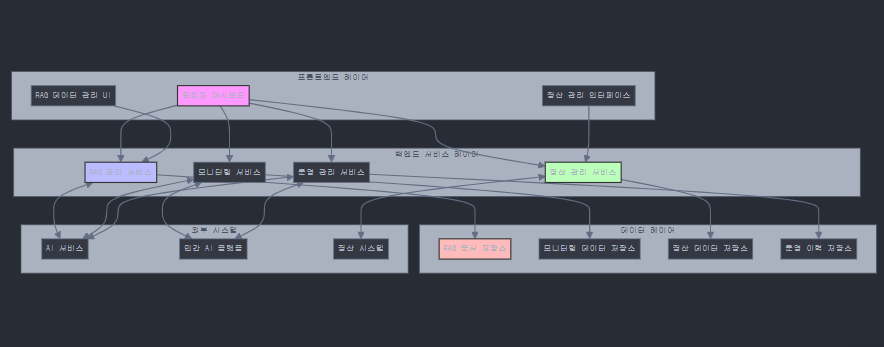 프론트엔드 레이어
RAG 데이터 관리 UI
관리자 대시보드
정산 관리 인터페이스
백엔드 서비스 레이어
RAG 관리 서비스
모니터링 서비스
운영 관리 서비스
정산 관리 서비스
외부 시스템
AI 서비스
민간 AI 플랫폼
정산 시스템
데이터 레이어
RAG 문서 저장소
모니터링 데이터 저장소
정산 데이터 저장소
운영 이력 저장소